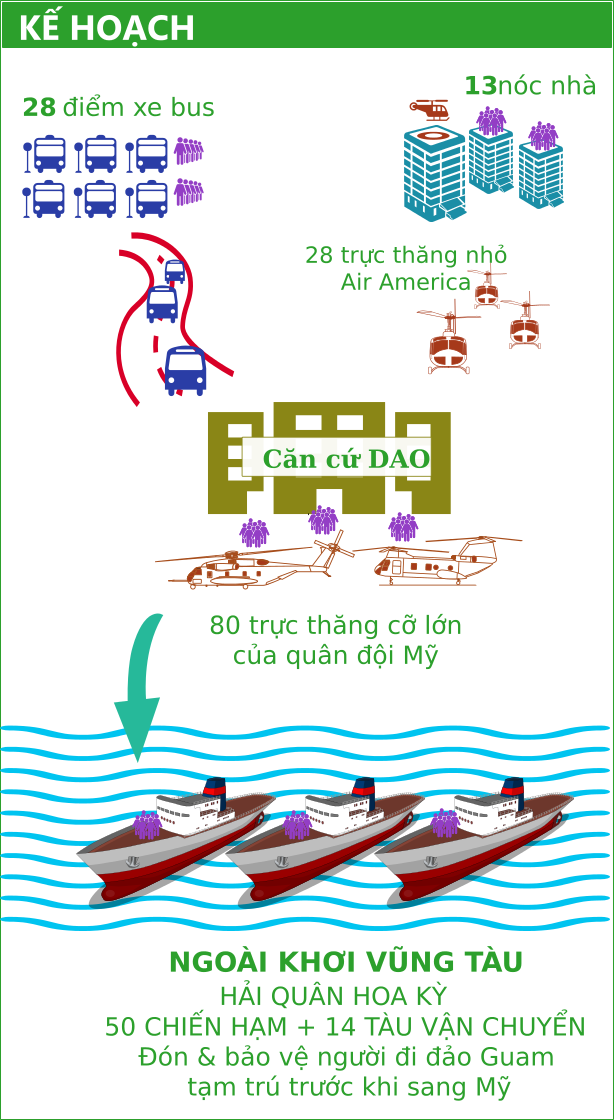 KẾ HOẠCH
28 điểm xe bus
13nóc nhà
28 trực thăng nhỏ
Air America
Căn cứ DAO
80 trực thăng cỡ lớn
của quân đội Mỹ
NGOÀI KHƠI VŨNG TÀU
HẢI QUÂN HOA KỲ
50 CHIẾN HẠM + 14 TÀU VẬN CHUYỂN
Đón & bảo vệ người đi đảo Guam
tạm trú trước khi sang Mỹ